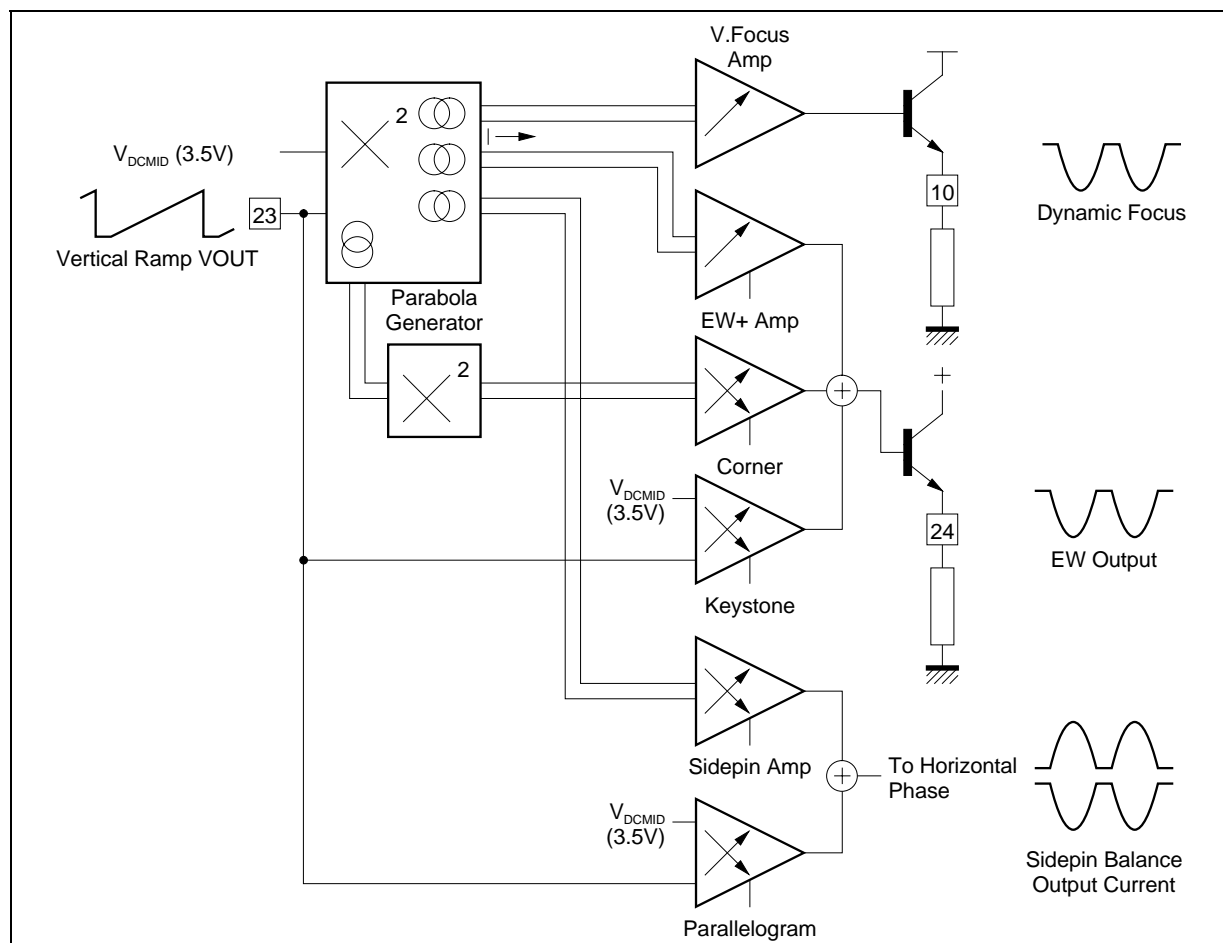 V.Focus
Amp
2
I
V_DCMID (3.5V)
23
Vertical Ramp VOUT
10
Dynamic Focus
Parabola
Generator
EW+ Amp
2
+
+
Corner
V_DCMID
(3.5V)
24
EW Output
Keystone
Sidepin Amp
+
To Horizontal
Phase
V_DCMID
(3.5V)
Sidepin Balance
Output Current
Parallelogram